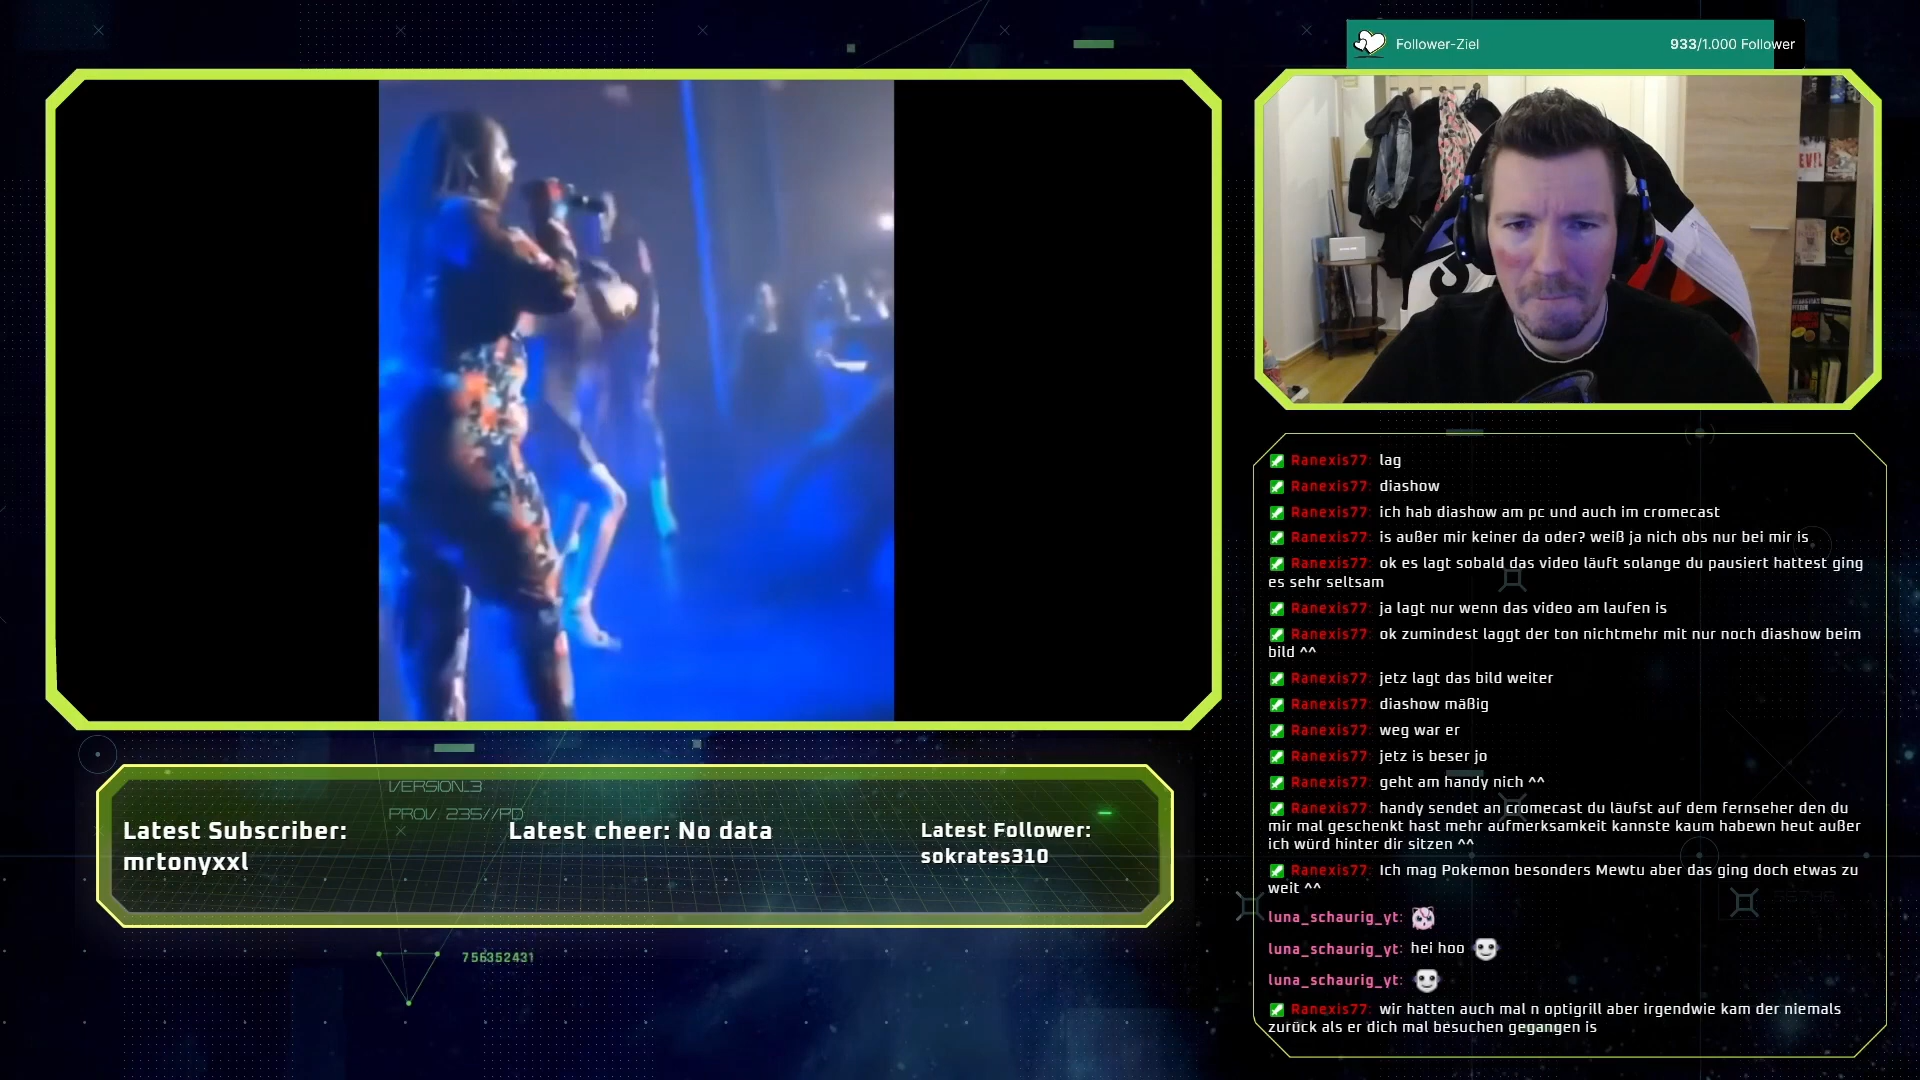 Follower-Ziel 933/1.000 Follower
EVIL
Ranexis77: lag
Ranexis77: diashow
Ranexis77: ich hab diashow am pc und auch im cromecast
Ranexis77: is außer mir keiner da oder? weiß ja nich obs nur bei mir is
Ranexis77: ok es lagt sobald das video läuft solange du pausiert hattest ging
es sehr seltsam
Ranexis77: ja lagt nur wenn das video am laufen is
Ranexis77: ok zumindest laggt der ton nichtmehr mit nur noch diashow beim
bild ^^
Ranexis77: jetz lagt das bild weiter
Ranexis77: diashow mäßig
Ranexis77: weg war er
Ranexis77: jetz is beser jo
Ranexis77: geht am handy nich ^^
Ranexis77: handy sendet an cromecast du läufst auf dem fernseher den du
mir mal geschenkt hast mehr aufmerksamkeit kannste kaum habewn heut außer
ich würd hinter dir sitzen ^^
Ranexis77: Ich mag Pokemon besonders Mewtu aber das ging doch etwas zu
weit ^^
luna_schaurig_yt:
luna_schaurig_yt: hei hoo
luna_schaurig_yt:
Ranexis77: wir hatten auch mal n optigrill aber irgendwie kam der niemals
zurück als er dich mal besuchen gegangen is
VERSION_3
PROV. 235//PD
Latest Subscriber:
mrtonyxxl
Latest cheer: No data
Latest Follower:
sokrates310
756352431